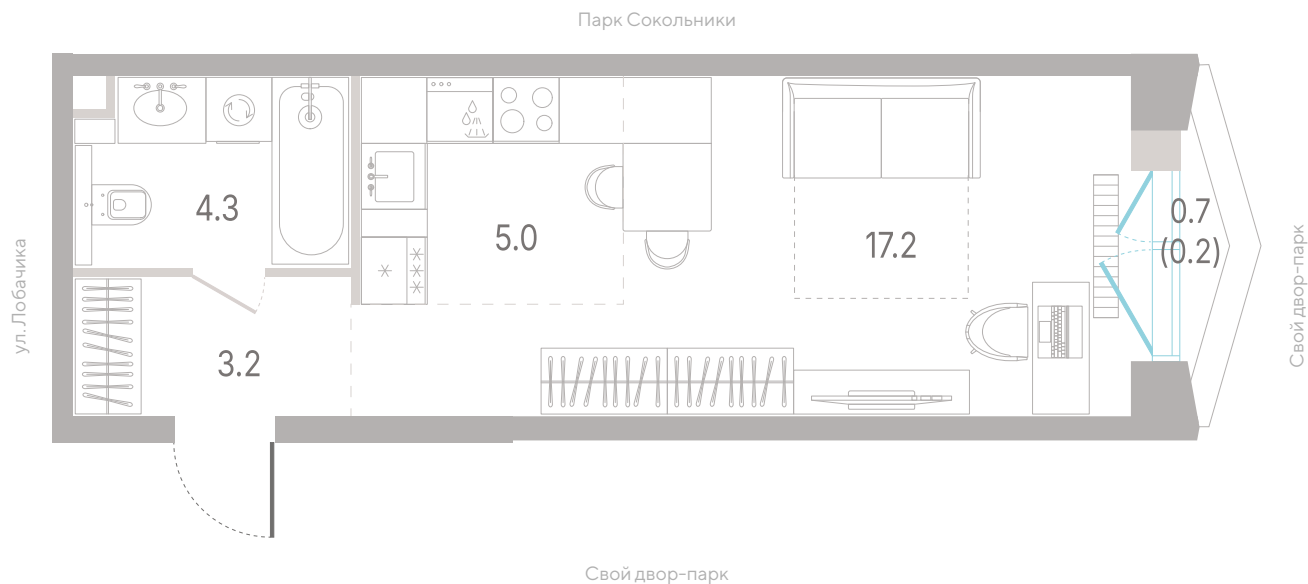 Парк Сокольники
4.3
5.0
17.2
0.7
(0.2)
3.2
ул. Лобачика
Свой двор-парк
Свой двор-парк